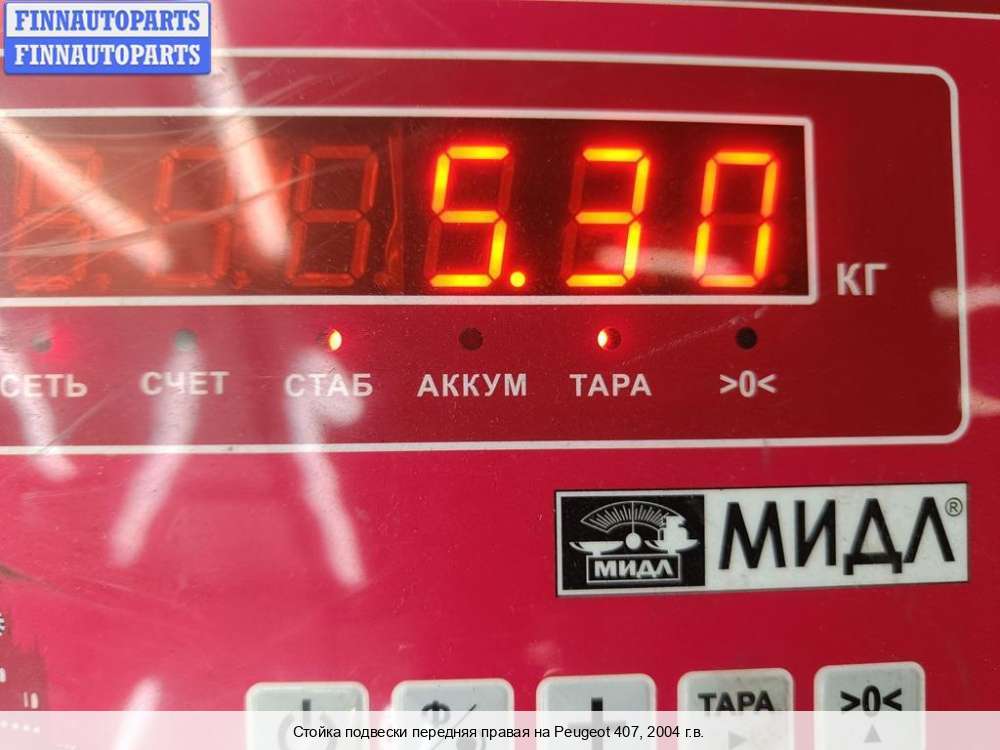 FINNAUTOPARTS
FINNAUTOPARTS
5.30
КГ
СЕТЬ СЧЕТ СТАБ АККУМ ТАРА >0<
МИДЛ МИДЛ®
ТАРА >0<
Стойка подвески передняя правая на Peugeot 407, 2004 г.в.